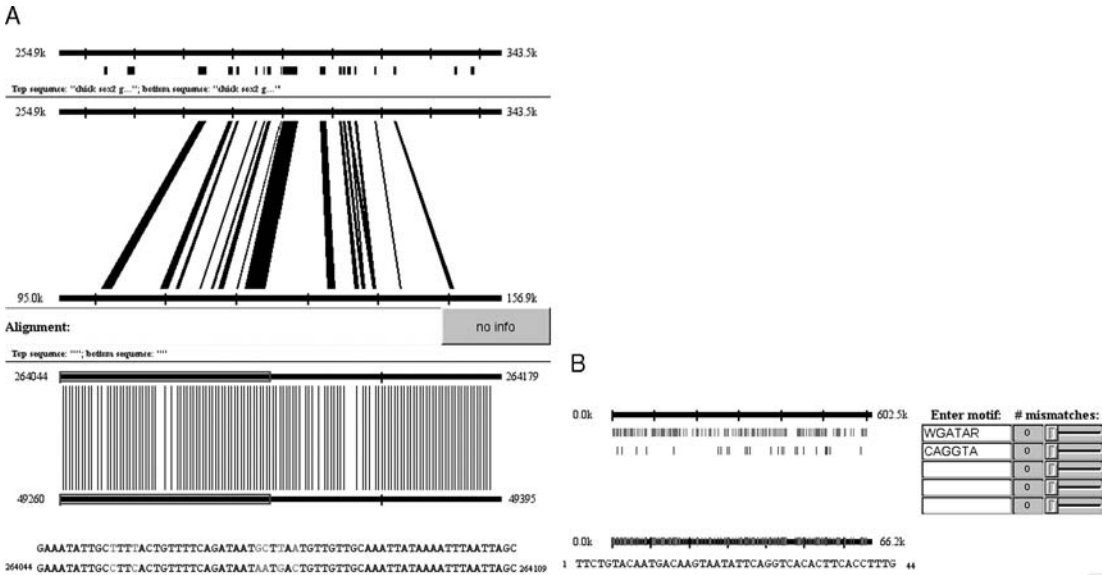 A
254.9k 343.5k
Top sequence: "chick sox2 g..."; bottom sequence: "chick sox2 g..."
254.9k 343.5k
95.0k 156.9k
Alignment:
no info
Top sequence: ""; bottom sequence: ""
264044 264179
49260 49395
GAAATATTGCTTTTACTGTTTTCAGATAATGCTTAATGTTGTTGCAAATTATAAAATTTAATTAGC
264044 GAAATATTGCCTTCACTGTTTTCAGATAATAATGACTGTTGTTGCAAATTATAAAATTTAATTAGC 264109
B
0.0k 602.5k
Enter motif: # mismatches:
WGATAR 0
CAGGTA 0
0
0
0
0.0k 66.2k
1 TTCTGTACAATGACAAGTAATATTCAGGTCACACTTCACCTTTG 44